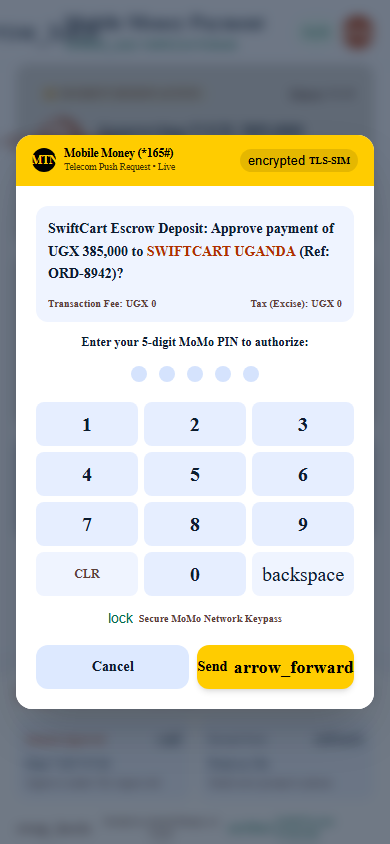 MTN
Mobile Money (*165#)
Telecom Push Request • Live
encrypted TLS-SIM
SwiftCart Escrow Deposit: Approve payment of
UGX 385,000 to SWIFTCART UGANDA (Ref:
ORD-8942)?
Transaction Fee: UGX 0 Tax (Excise): UGX 0
Enter your 5-digit MoMo PIN to authorize:
1 2 3
4 5 6
7 8 9
CLR 0 backspace
lock Secure MoMo Network Keypass
Cancel Send arrow_forward